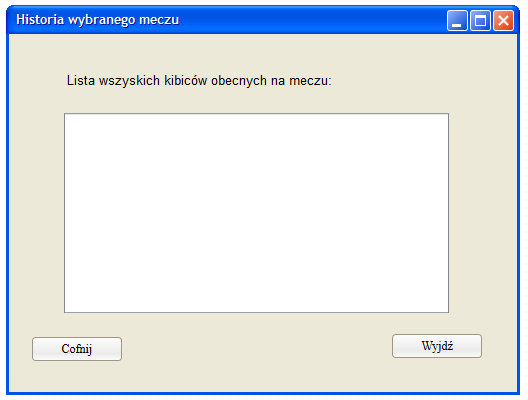 Historia wybranego meczu
Lista wszyskich kibiców obecnych na meczu:
Cofnij
Wyjdź